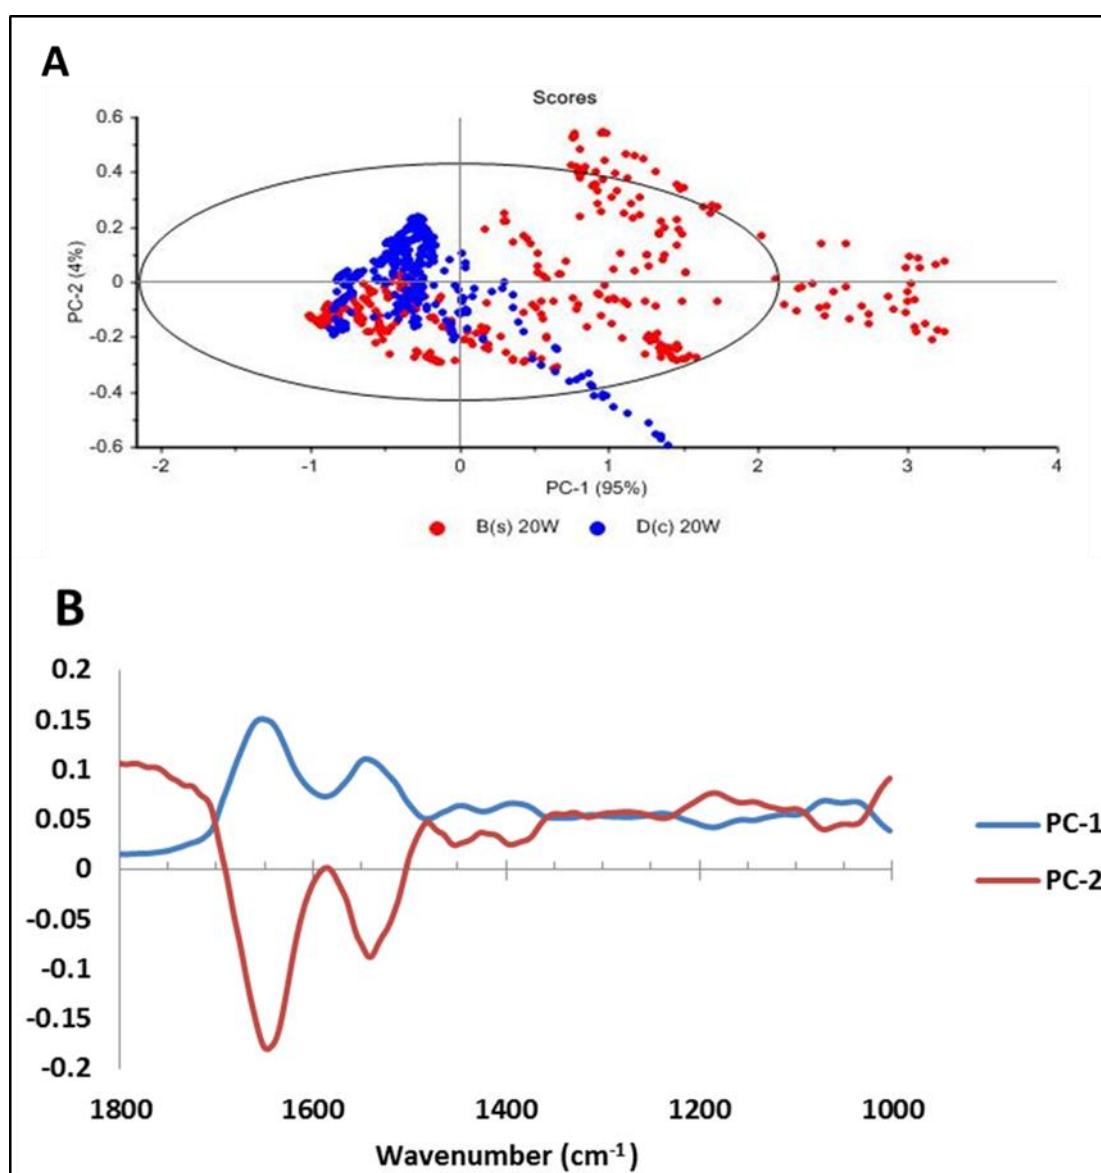 A
Scores
0.6
0.4
0.2
0
-0.2
-0.4
-0.6
PC-2 (4%)
-2 -1 0 1 2 3 4
PC-1 (95%)
B(s) 20W D(c) 20W
B
0.2
0.15
0.1
0.05
0
-0.05
-0.1
-0.15
-0.2
PC-1
PC-2
1800 1600 1400 1200 1000
Wavenumber (cm⁻¹)